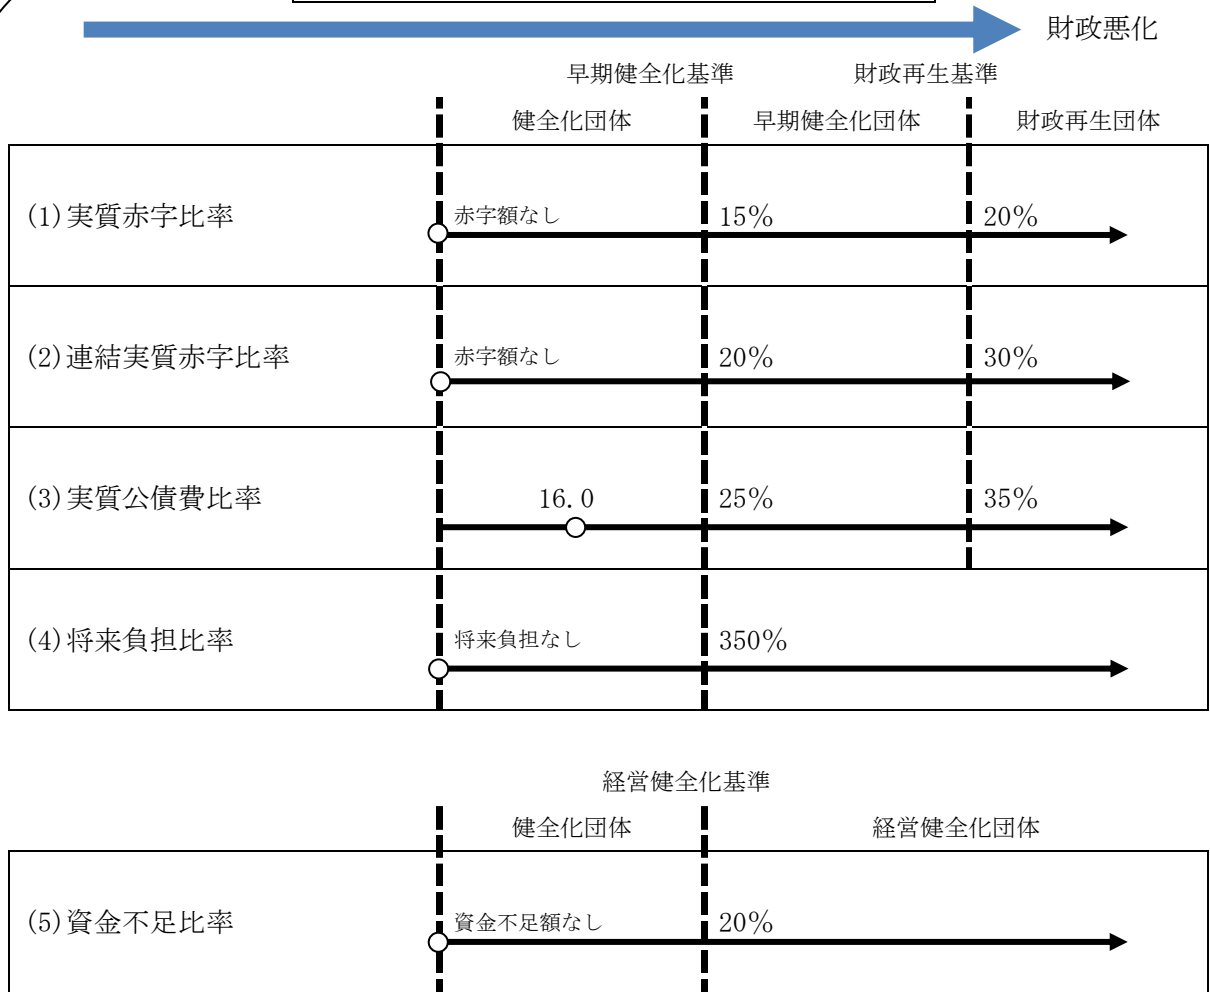 財政悪化
早期健全化基準 財政再生基準
健全化団体 早期健全化団体 財政再生団体
(1)実質赤字比率 赤字額なし 15% 20%
(2)連結実質赤字比率 赤字額なし 20% 30%
(3)実質公債費比率 16.0 25% 35%
(4)将来負担比率 将来負担なし 350%
経営健全化基準
健全化団体 経営健全化団体
(5)資金不足比率 資金不足額なし 20%